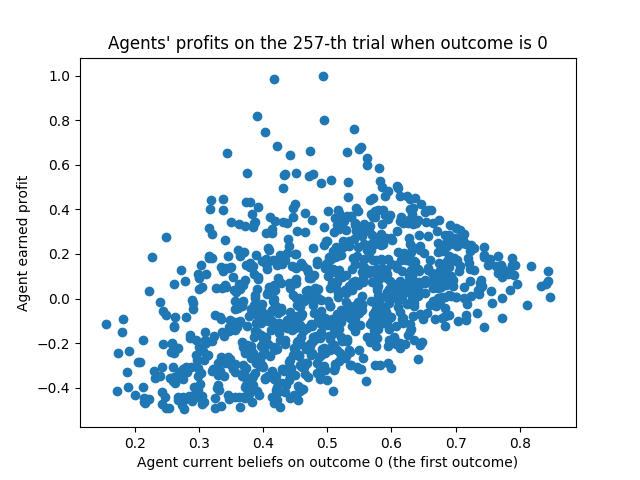 Agents' profits on the 257-th trial when outcome is 0
1.0
0.8
0.6
0.4
0.2
0.0
−0.2
−0.4
Agent earned profit
0.2 0.3 0.4 0.5 0.6 0.7 0.8
Agent current beliefs on outcome 0 (the first outcome)